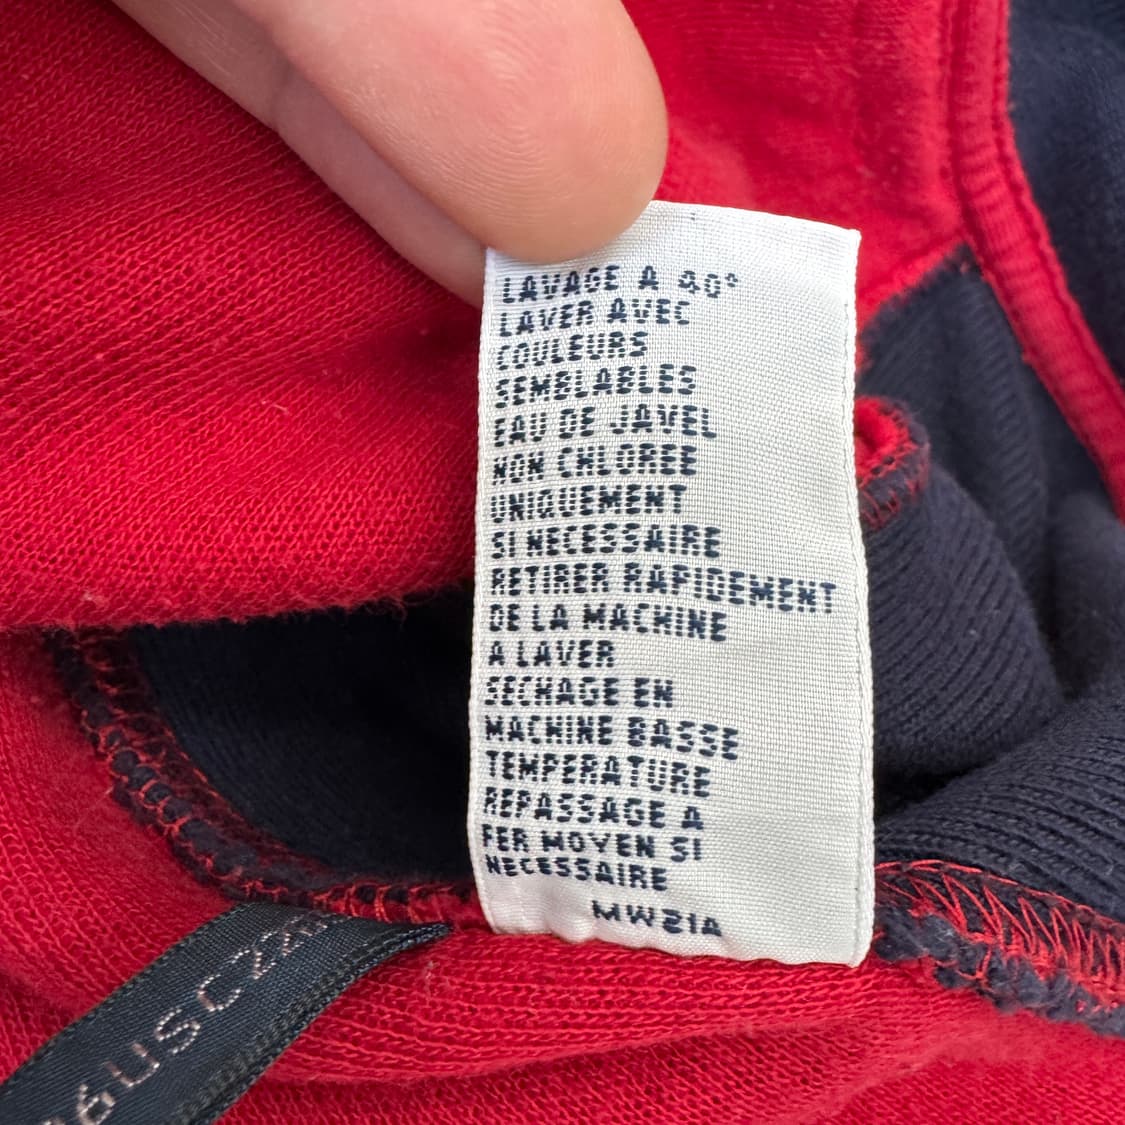 LAVAGE A 40°
LAVER AVEC
COULEURS
SEMBLABLES
EAU DE JAVEL
NON CHLOREE
UNIQUEMENT
SI NECESSAIRE
RETIRER RAPIDEMENT
DE LA MACHINE
A LAVER
SECHAGE EN
MACHINE BASSE
TEMPERATURE
REPASSAGE A
FER MOYEN SI
NECESSAIRE
MW21A